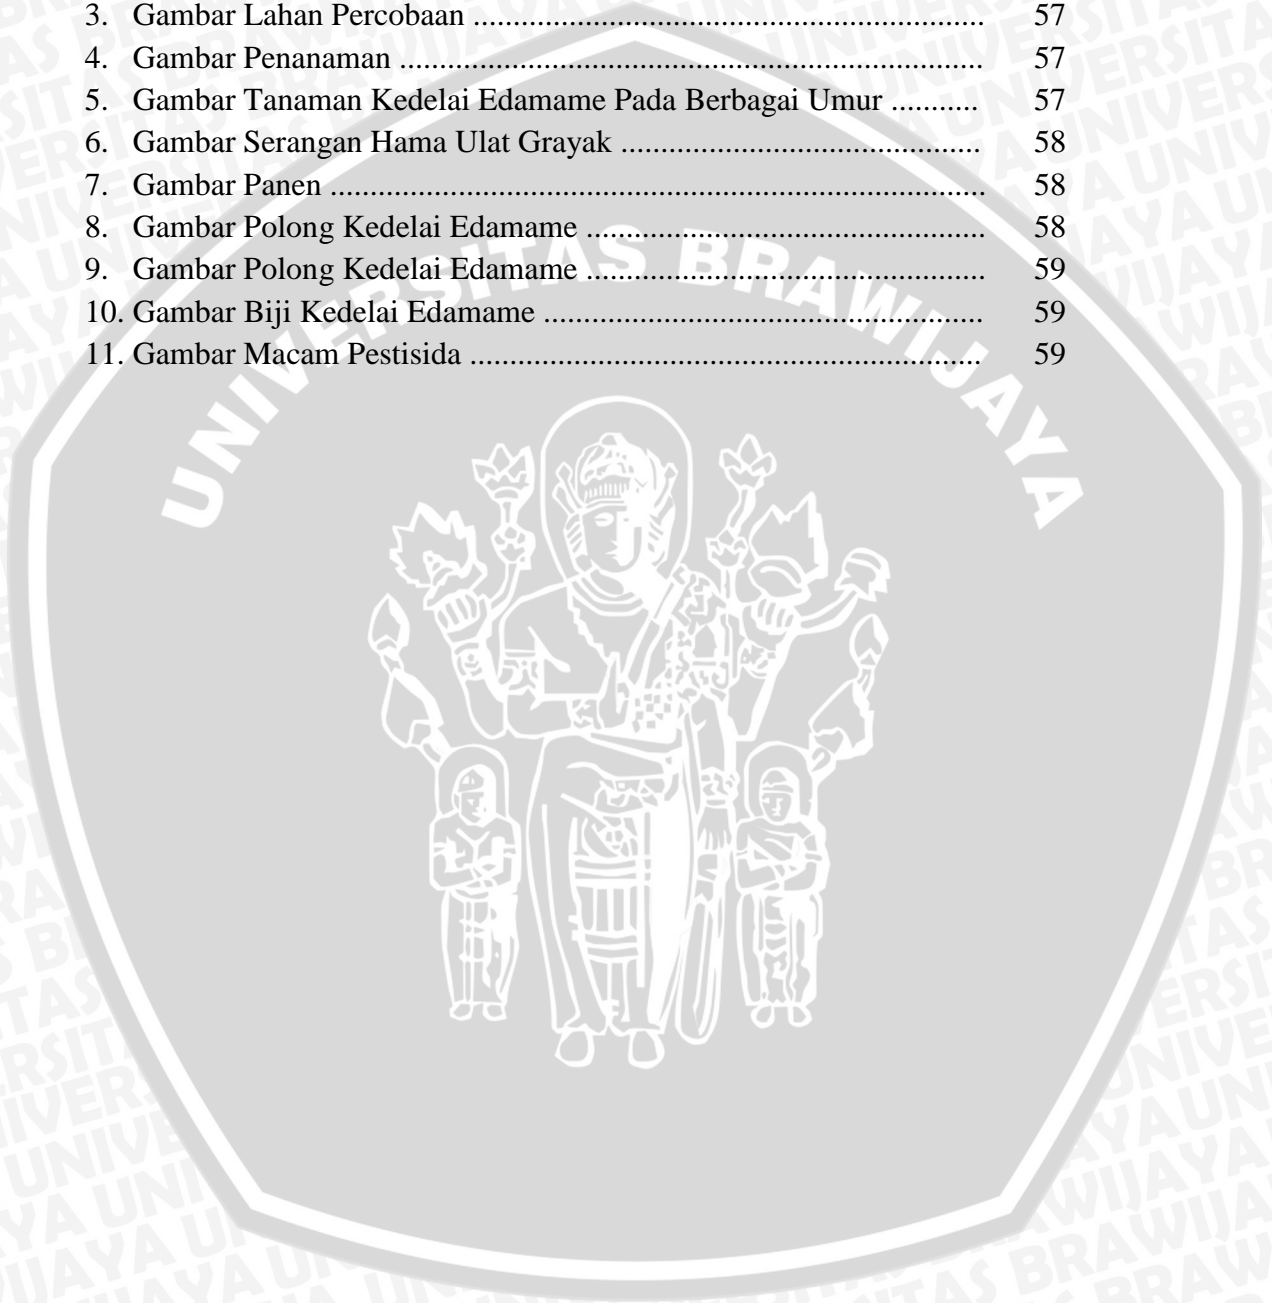 3. Gambar Lahan Percobaan ................................................................ 57
4. Gambar Penanaman ......................................................................... 57
5. Gambar Tanaman Kedelai Edamame Pada Berbagai Umur ........... 57
6. Gambar Serangan Hama Ulat Grayak ............................................. 58
7. Gambar Panen .................................................................................. 58
8. Gambar Polong Kedelai Edamame .................................................. 58
9. Gambar Polong Kedelai Edamame .................................................. 59
10. Gambar Biji Kedelai Edamame ....................................................... 59
11. Gambar Macam Pestisida ................................................................ 59
UNIVERSITAS BRAWIJAYA